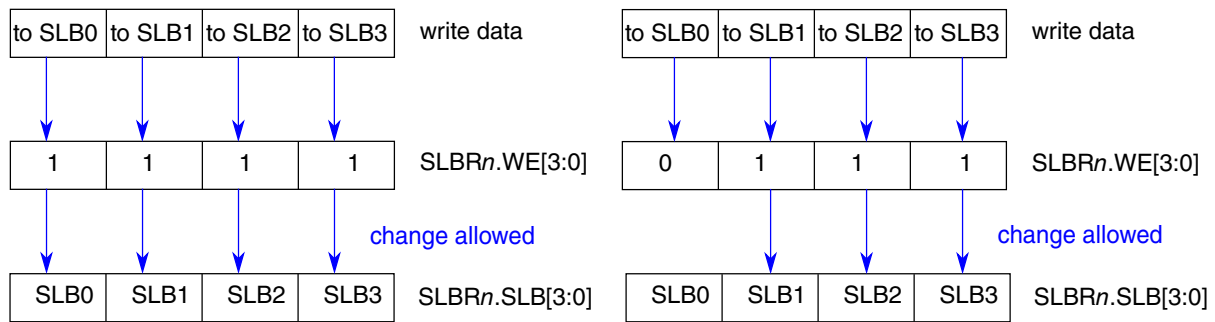 to SLB0 to SLB1 to SLB2 to SLB3 write data
1 1 1 1 SLBRn.WE[3:0]
change allowed
SLB0 SLB1 SLB2 SLB3 SLBRn.SLB[3:0]
to SLB0 to SLB1 to SLB2 to SLB3 write data
0 1 1 1 SLBRn.WE[3:0]
change allowed
SLB0 SLB1 SLB2 SLB3 SLBRn.SLB[3:0]